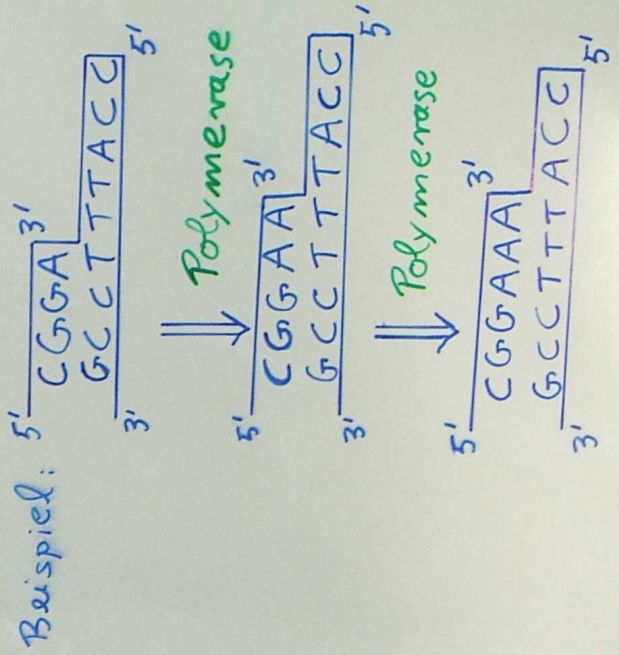 Beispiel: 5' CGGA 3'
3' GCCTTTACC 5'
⇒ Polymerase
5' CGGAA 3'
3' GCCTTTACC 5'
⇒ Polymerase
5' CGGAAA 3'
3' GCCTTTACC 5'